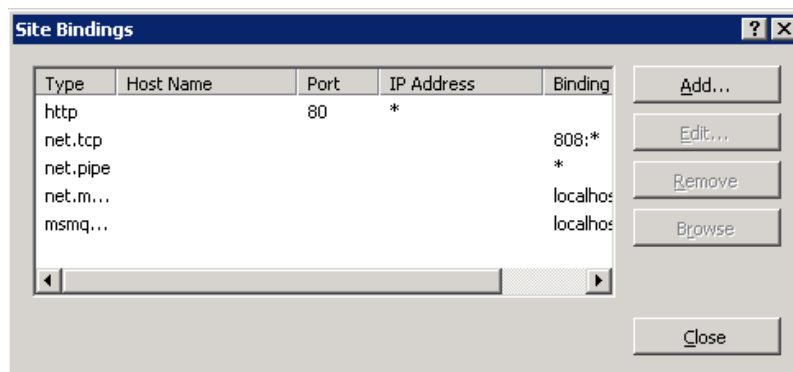 Site Bindings
Type Host Name Port IP Address Binding
http 80 *
net.tcp 808:*
net.pipe *
net.m... localhos
msmq... localhos
Add...
Edit...
Remove
Browse
Close